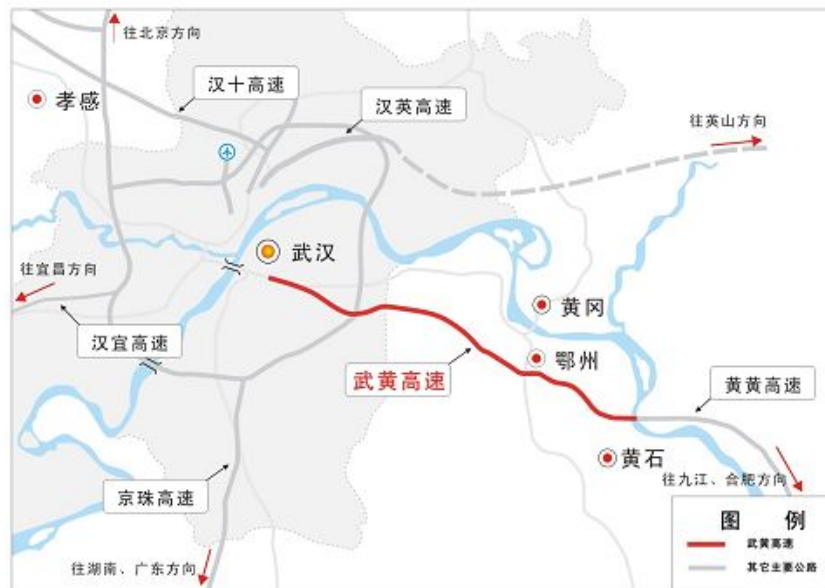 往北京方向
汉十高速
孝感
汉英高速
往英山方向
武汉
往宜昌方向
黄冈
汉宜高速
鄂州
武黄高速
黄黄高速
黄石
往九江、合肥方向
京珠高速
图 例
武黄高速
其它主要公路
往湖南、广东方向